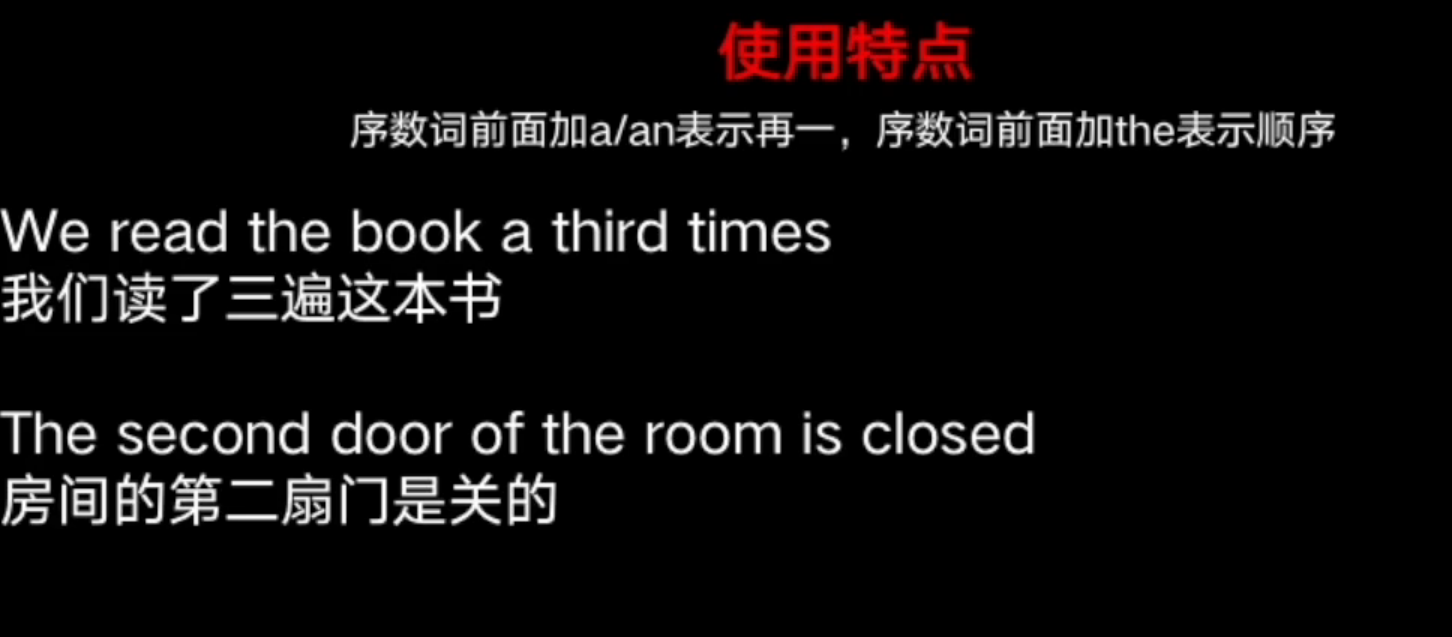 使用特点
序数词前面加a/an表示再一，序数词前面加the表示顺序
We read the book a third times
我们读了三遍这本书
The second door of the room is closed
房间的第二扇门是关的